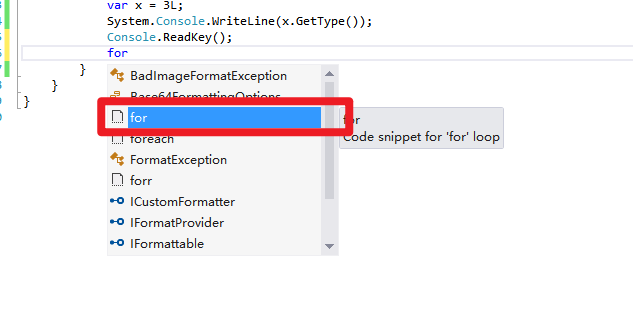 var x = 3L;
System.Console.WriteLine(x.GetType());
Console.ReadKey();
for
}
}
}
BadImageFormatException
Base64FormattingOptions
for
foreach
FormatException
forr
ICustomFormatter
IFormatProvider
IFormattable
for
Code snippet for 'for' loop